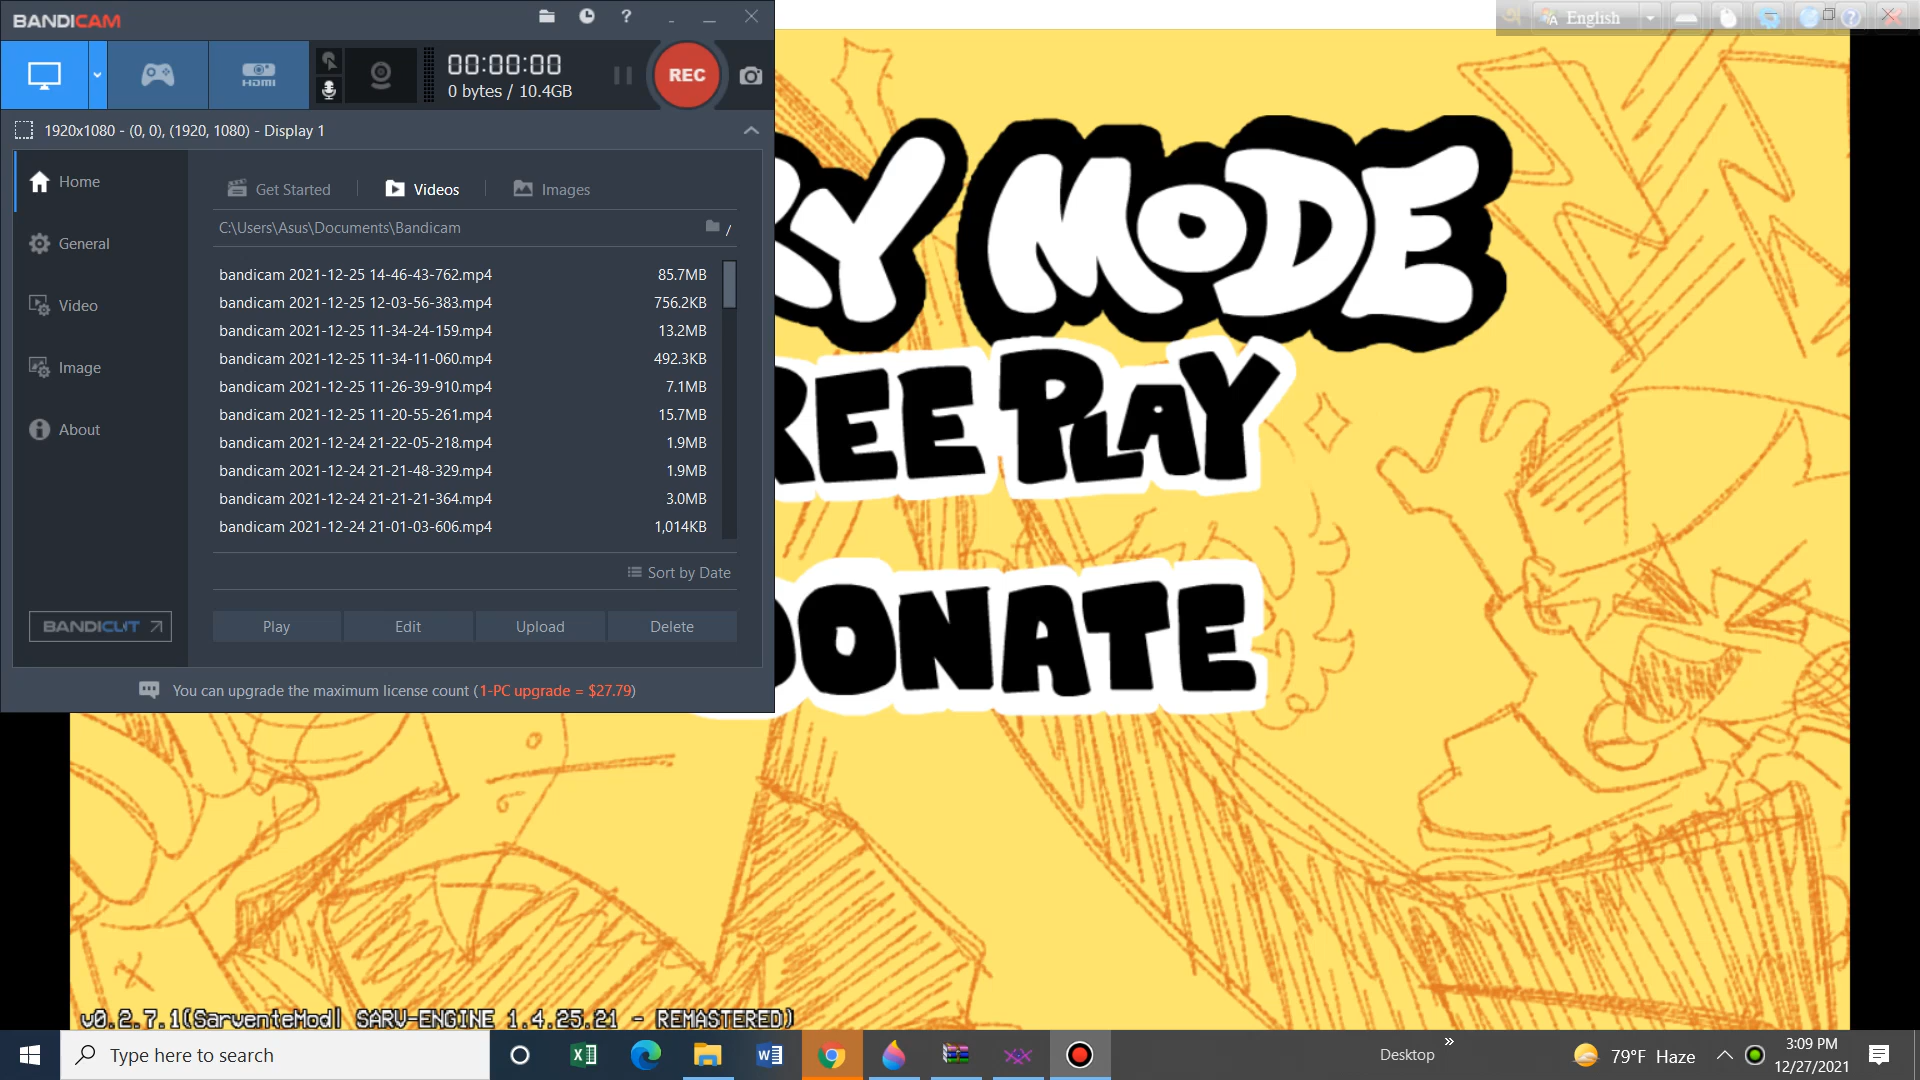 BANDICAM
?
HDMI
00:00:00
0 bytes / 10.4GB
REC
1920x1080 - (0, 0), (1920, 1080) - Display 1
Home
General
Video
Image
About
BANDICUT
Get Started
Videos
Images
C:\Users\Asus\Documents\Bandicam
/
bandicam 2021-12-25 14-46-43-762.mp4 85.7MB
bandicam 2021-12-25 12-03-56-383.mp4 756.2KB
bandicam 2021-12-25 11-34-24-159.mp4 13.2MB
bandicam 2021-12-25 11-34-11-060.mp4 492.3KB
bandicam 2021-12-25 11-26-39-910.mp4 7.1MB
bandicam 2021-12-25 11-20-55-261.mp4 15.7MB
bandicam 2021-12-24 21-22-05-218.mp4 1.9MB
bandicam 2021-12-24 21-21-48-329.mp4 1.9MB
bandicam 2021-12-24 21-21-21-364.mp4 3.0MB
bandicam 2021-12-24 21-01-03-606.mp4 1,014KB
Sort by Date
Play Edit Upload Delete
You can upgrade the maximum license count (1-PC upgrade = $27.79)
English
RY MODE
REE PLAY
DONATE
v0.2.7.1(SarventeMod| SARV-ENGINE 1.4.25.21 - REMASTERED))
Type here to search
Desktop
79°F Haze
3:09 PM
12/27/2021